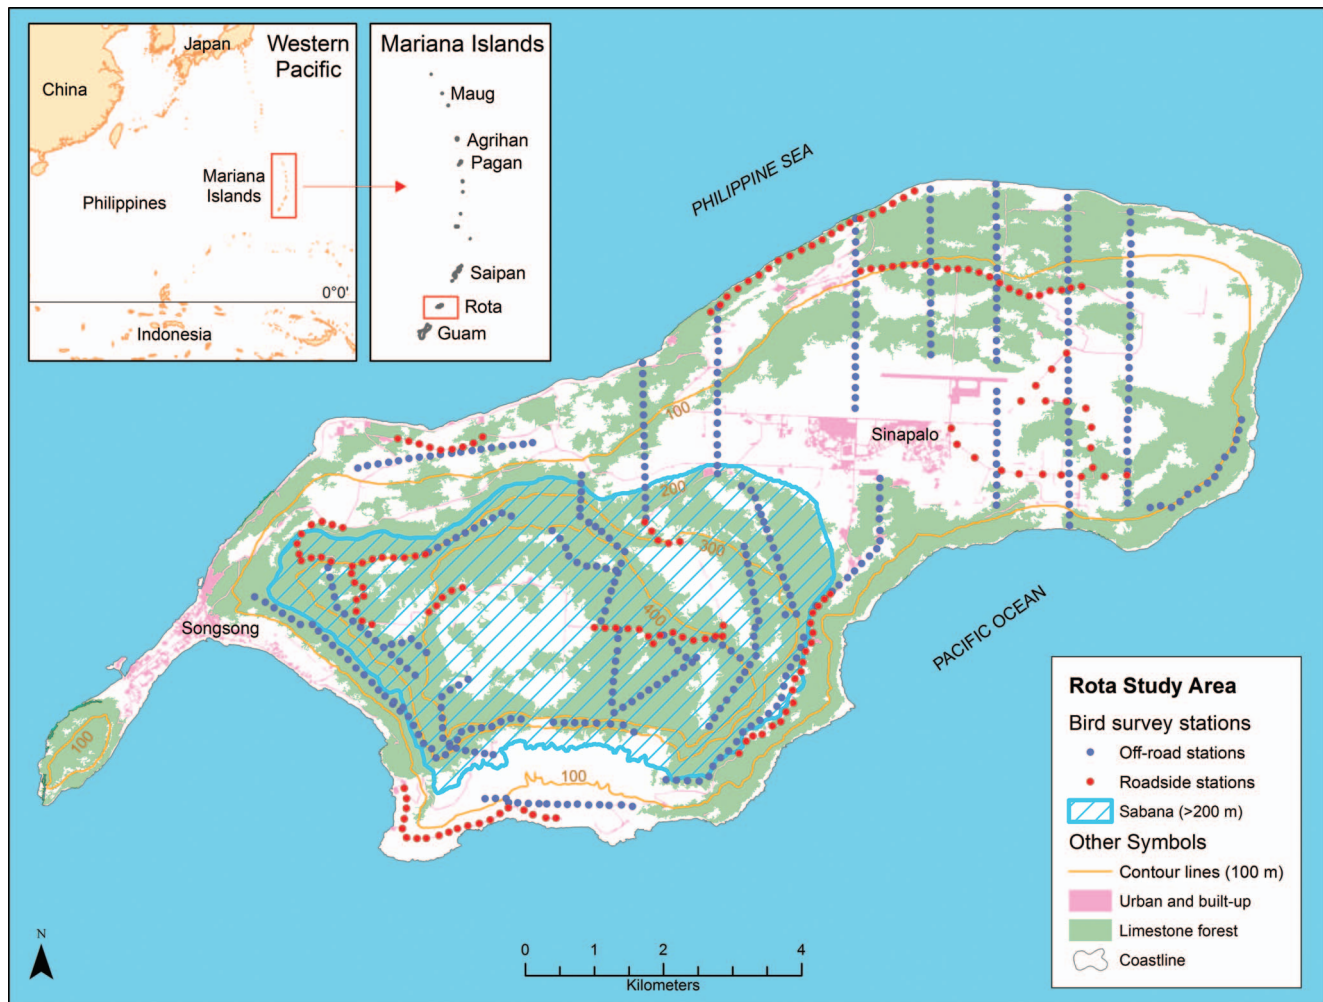 Japan
Western
Pacific
China
Mariana
Islands
Philippines
0°0'
Indonesia
Mariana Islands
Maug
Agrihan
Pagan
Saipan
Rota
Guam
PHILIPPINE SEA
100
Sinapalo
200
300
400
Songsong
PACIFIC OCEAN
100
100
Rota Study Area
Bird survey stations
Off-road stations
Roadside stations
Sabana (>200 m)
Other Symbols
Contour lines (100 m)
Urban and built-up
Limestone forest
Coastline
N
0 1 2 4
Kilometers